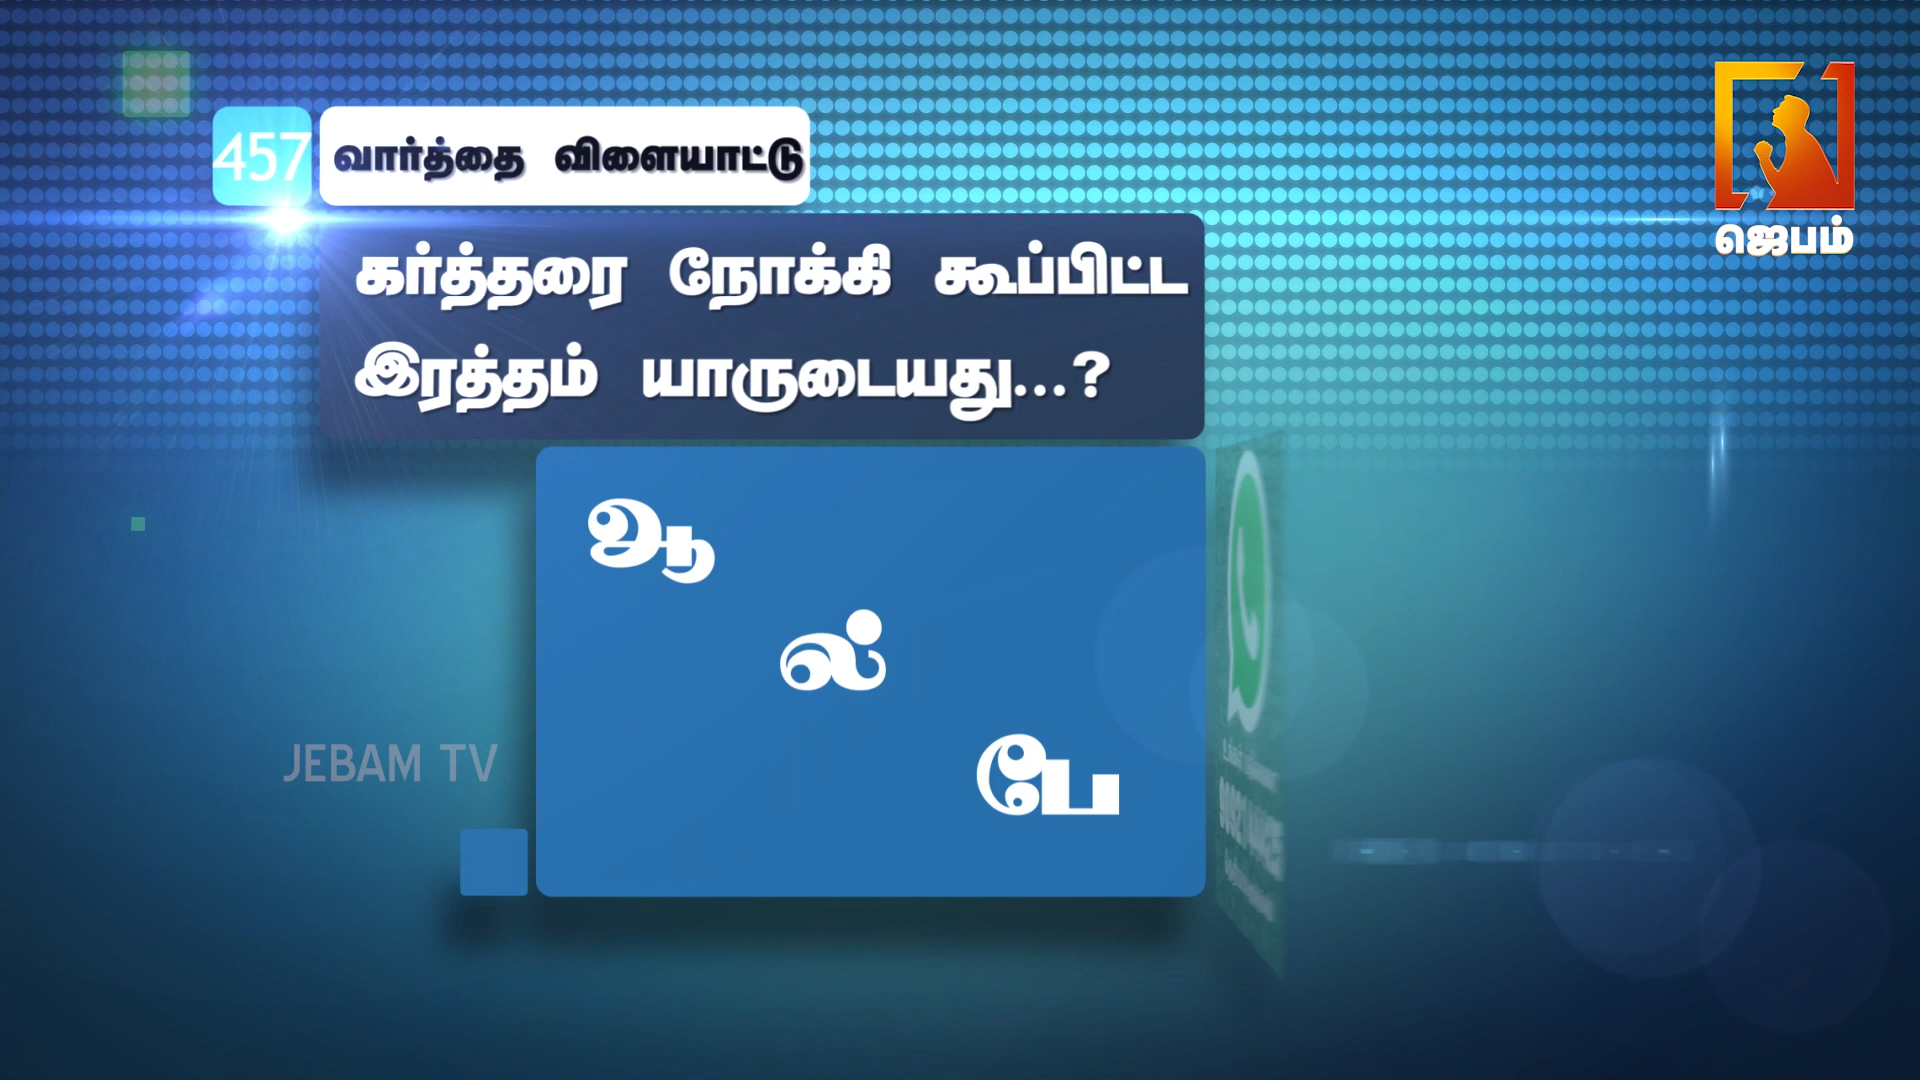 457 வார்த்தை விளையாட்டு
ஜெபம்
கர்த்தரை நோக்கி கூப்பிட்ட
இரத்தம் யாருடையது...?
ஆ
ல்
பே
JEBAM TV